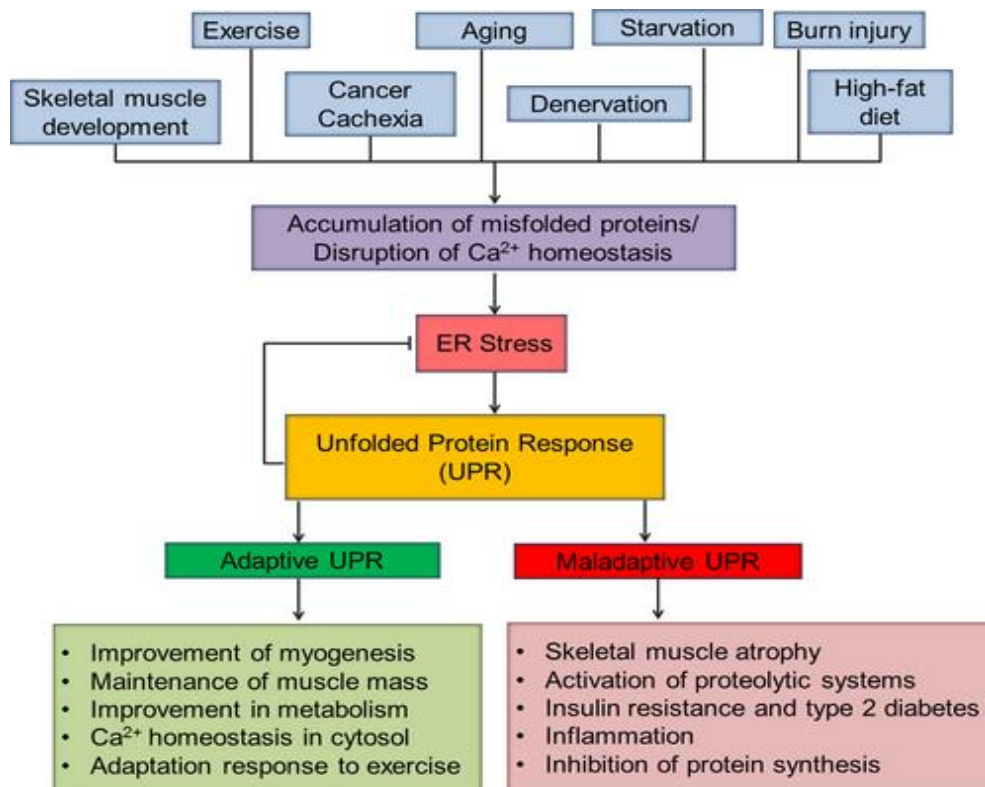 Exercise
Aging
Starvation
Burn injury
Skeletal muscle
development
Cancer
Cachexia
Denervation
High-fat
diet
Accumulation of misfolded proteins/
Disruption of Ca²⁺ homeostasis
ER Stress
Unfolded Protein Response
(UPR)
Adaptive UPR
Maladaptive UPR
• Improvement of myogenesis
• Maintenance of muscle mass
• Improvement in metabolism
• Ca²⁺ homeostasis in cytosol
• Adaptation response to exercise
• Skeletal muscle atrophy
• Activation of proteolytic systems
• Insulin resistance and type 2 diabetes
• Inflammation
• Inhibition of protein synthesis